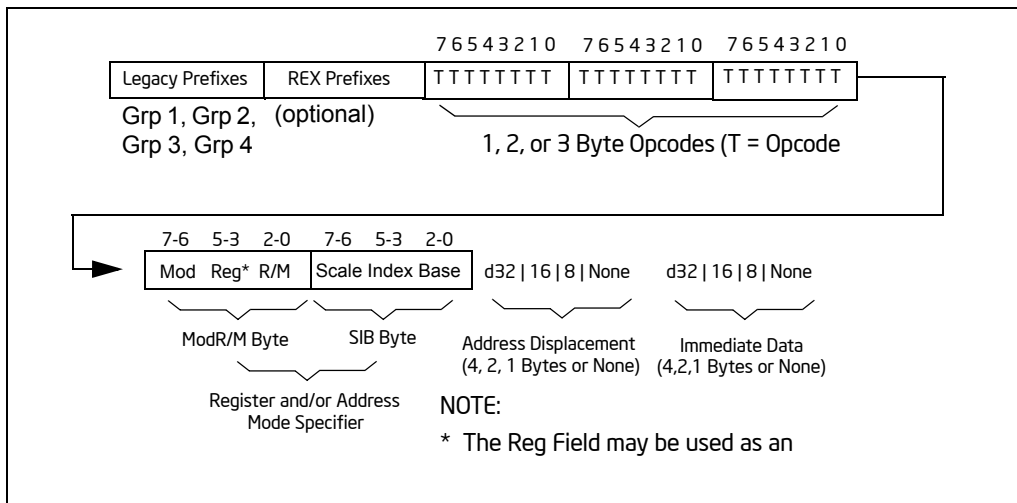 7 6 5 4 3 2 1 0 7 6 5 4 3 2 1 0 7 6 5 4 3 2 1 0
Legacy Prefixes REX Prefixes T T T T T T T T T T T T T T T T T T T T T T T T
Grp 1, Grp 2, (optional)
Grp 3, Grp 4
1, 2, or 3 Byte Opcodes (T = Opcode
7-6 5-3 2-0 7-6 5-3 2-0
Mod Reg* R/M Scale Index Base d32 | 16 | 8 | None d32 | 16 | 8 | None
ModR/M Byte SIB Byte Address Displacement Immediate Data
(4, 2, 1 Bytes or None) (4,2,1 Bytes or None)
Register and/or Address
Mode Specifier
NOTE:
* The Reg Field may be used as an